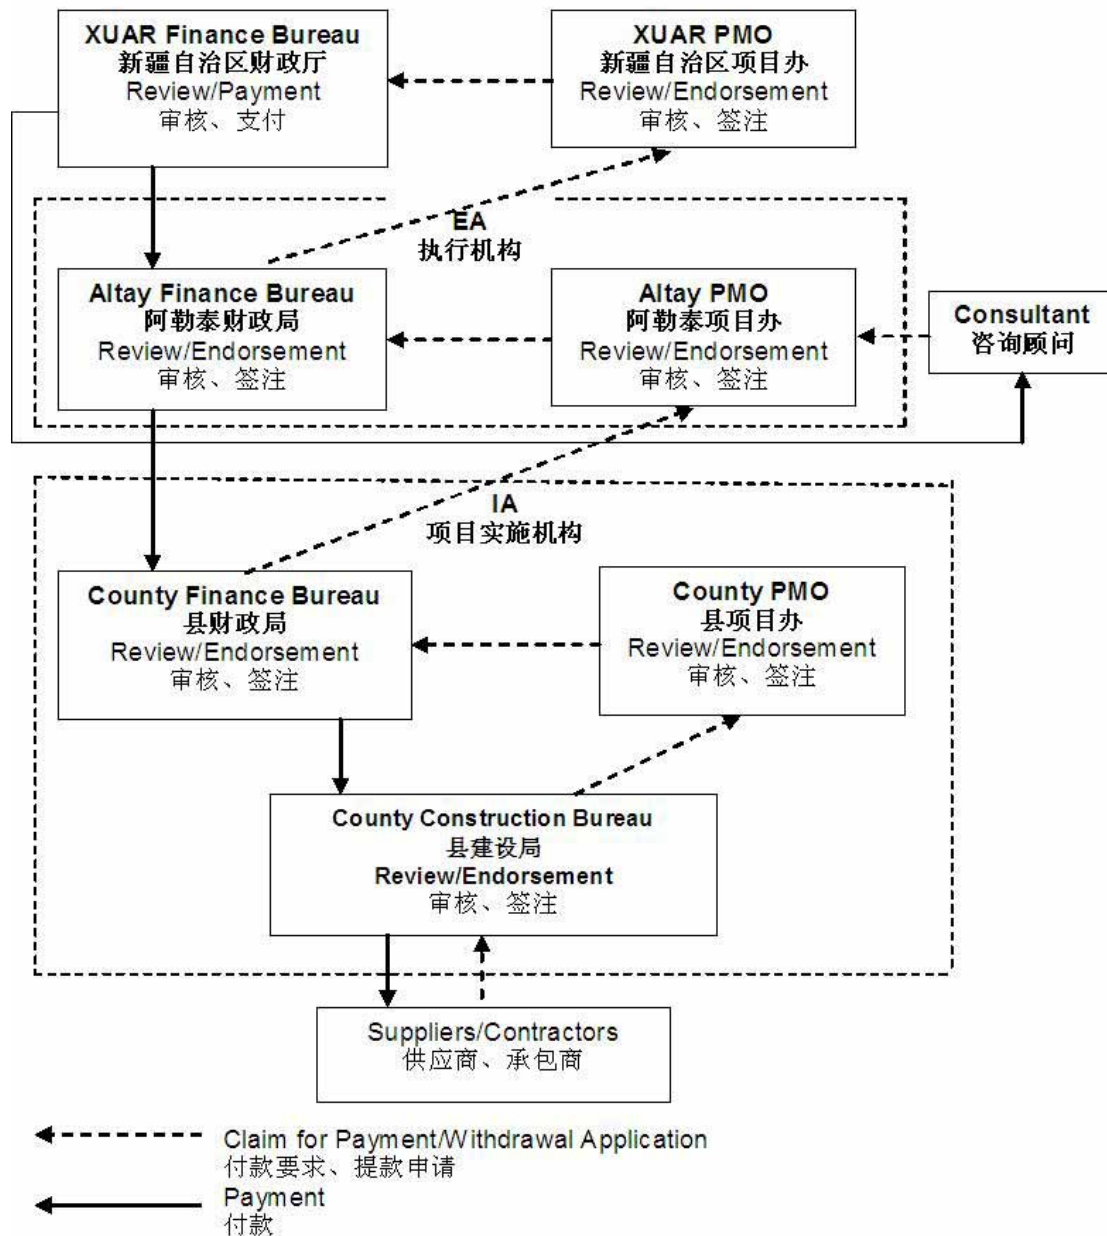 XUAR Finance Bureau
新疆自治区财政厅
Review/Payment
审核、支付
XUAR PMO
新疆自治区项目办
Review/Endorsement
审核、签注
EA
执行机构
Altay Finance Bureau
阿勒泰财政局
Review/Endorsement
审核、签注
Altay PMO
阿勒泰项目办
Review/Endorsement
审核、签注
Consultant
咨询顾问
IA
项目实施机构
County Finance Bureau
县财政局
Review/Endorsement
审核、签注
County PMO
县项目办
Review/Endorsement
审核、签注
County Construction Bureau
县建设局
Review/Endorsement
审核、签注
Suppliers/Contractors
供应商、承包商
Claim for Payment/Withdrawal Application
付款要求、提款申请
Payment
付款